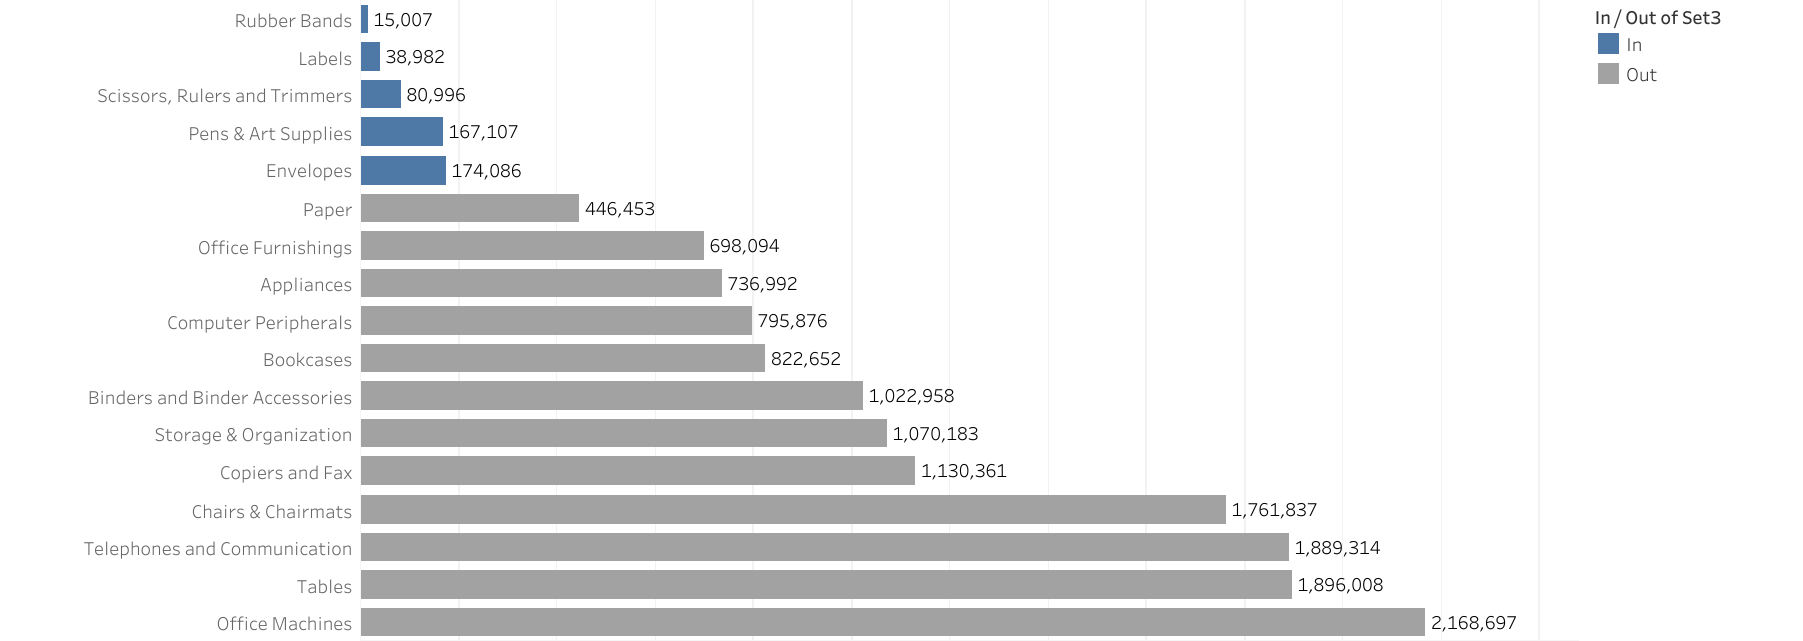 Rubber Bands 15,007
Labels 38,982
Scissors, Rulers and Trimmers 80,996
Pens & Art Supplies 167,107
Envelopes 174,086
Paper 446,453
Office Furnishings 698,094
Appliances 736,992
Computer Peripherals 795,876
Bookcases 822,652
Binders and Binder Accessories 1,022,958
Storage & Organization 1,070,183
Copiers and Fax 1,130,361
Chairs & Chairmats 1,761,837
Telephones and Communication 1,889,314
Tables 1,896,008
Office Machines 2,168,697
In / Out of Set3
In
Out